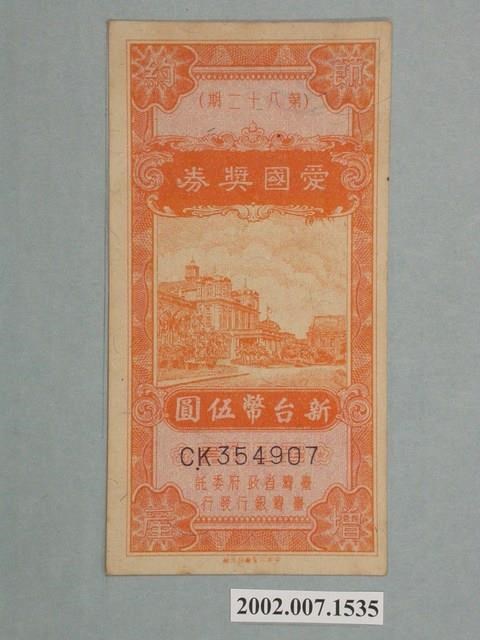 節約
(第八十二期)
愛國獎券
新台幣伍圓
CK354907
臺灣省政府委託
臺灣銀行發行
增產
2002.007.1535